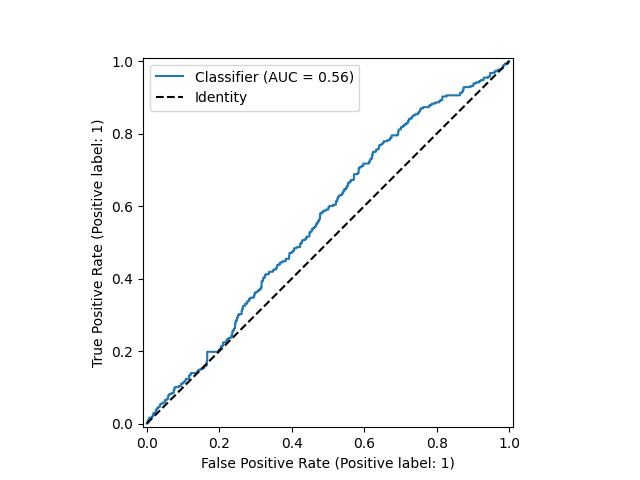 1.0
0.8
0.6
0.4
0.2
0.0
True Positive Rate (Positive label: 1)
Classifier (AUC = 0.56)
Identity
0.0 0.2 0.4 0.6 0.8 1.0
False Positive Rate (Positive label: 1)